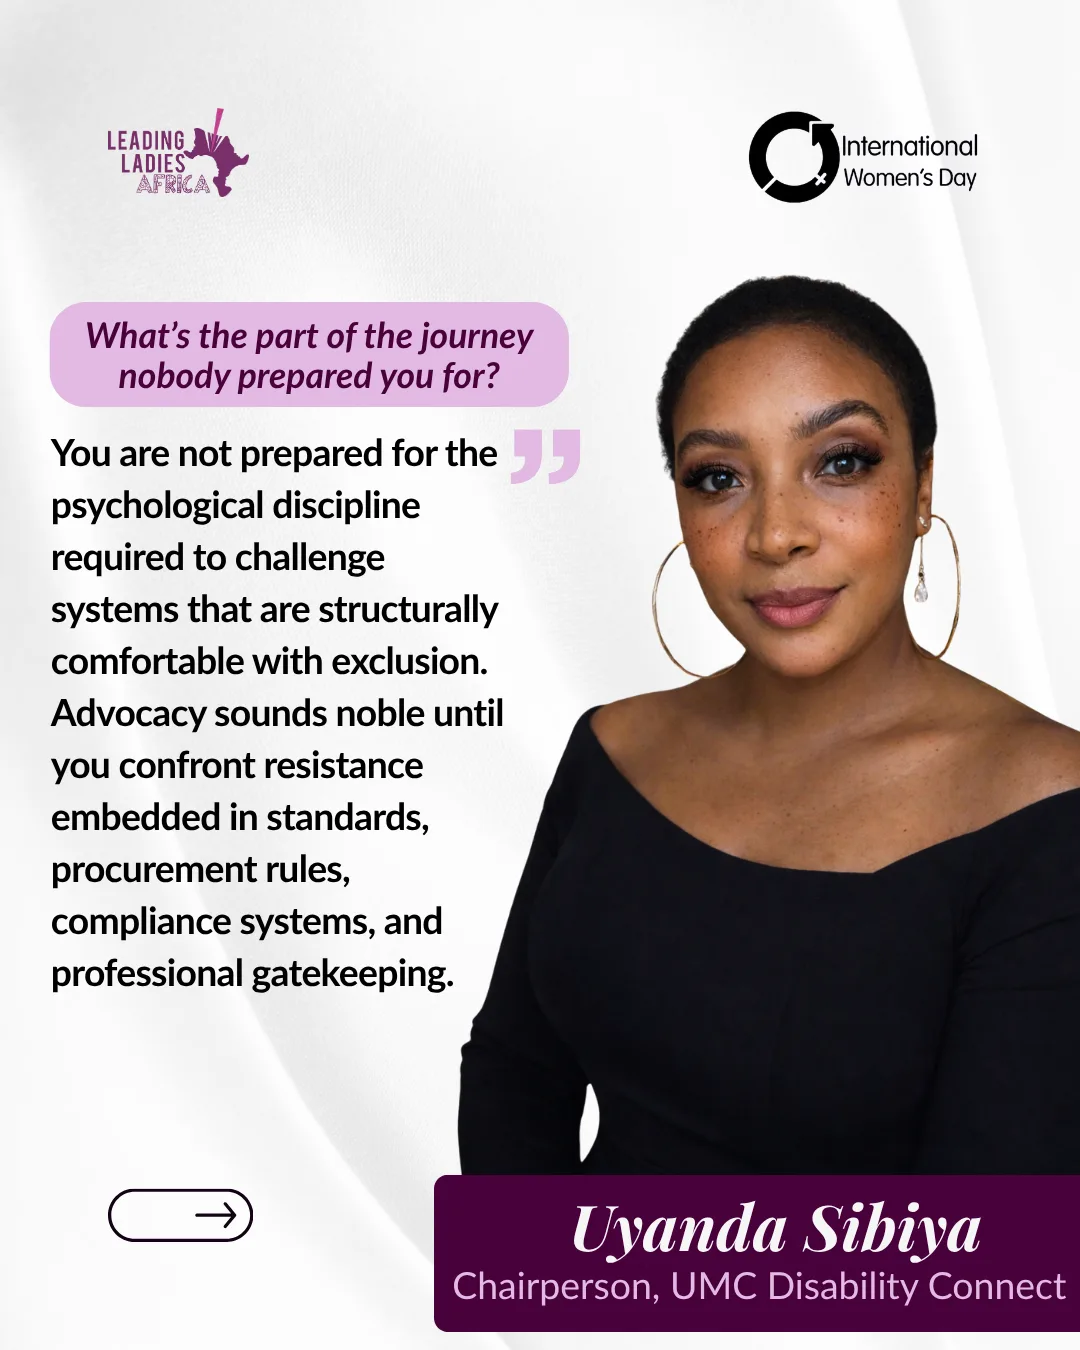 LEADING
LADIES
AFRICA
International
Women's Day
What's the part of the journey
nobody prepared you for?
You are not prepared for the
psychological discipline
required to challenge
systems that are structurally
comfortable with exclusion.
Advocacy sounds noble until
you confront resistance
embedded in standards,
procurement rules,
compliance systems, and
professional gatekeeping.
”
Uyanda Sibiya
Chairperson, UMC Disability Connect